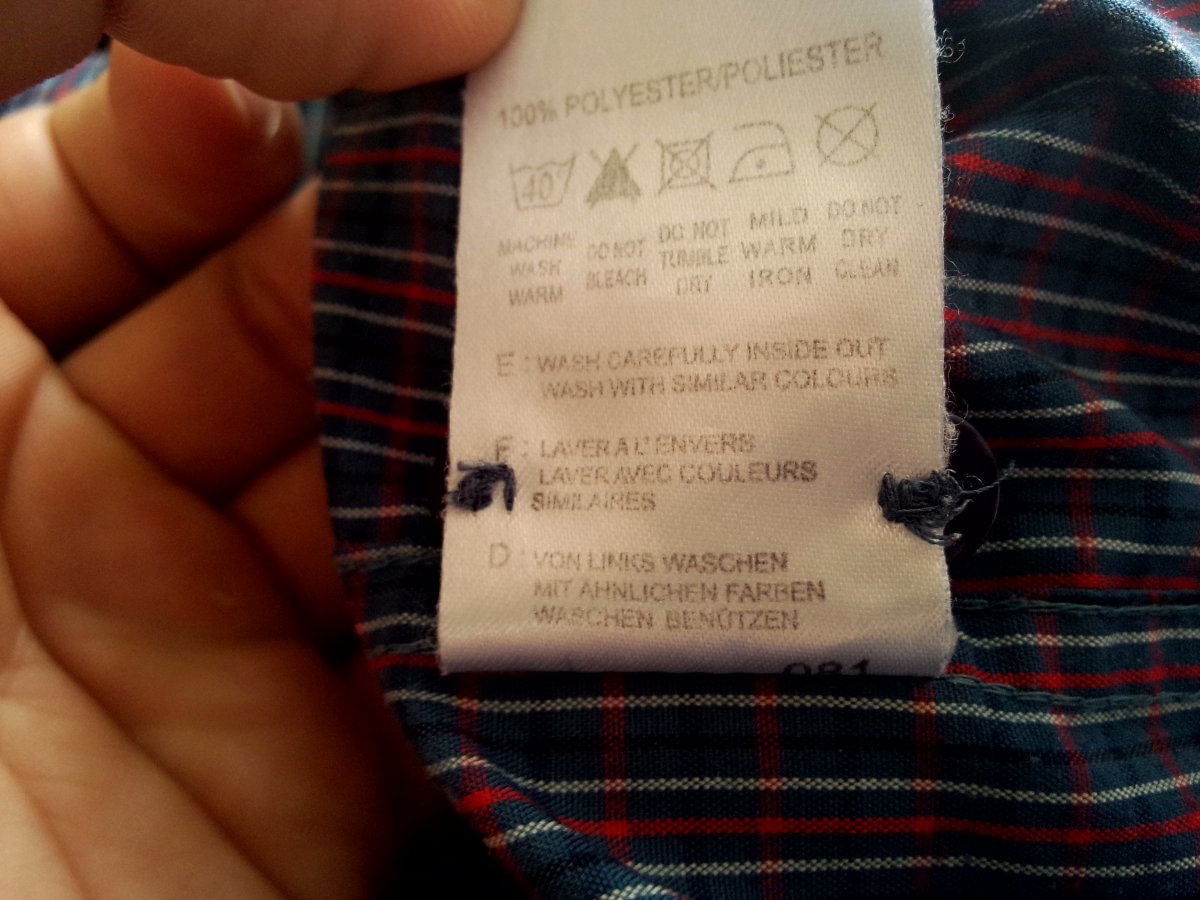 100% POLYESTER/POLIESTER
40
MACHINE WASH WARM
DO NOT BLEACH
DO NOT TUMBLE DRY
MILD WARM IRON
DO NOT DRY CLEAN
E : WASH CAREFULLY INSIDE OUT
WASH WITH SIMILAR COLOURS
F : LAVER A L' ENVERS
LAVER AVEC COULEURS
SIMILAIRES
D : VON LINKS WASCHEN
MIT AHNLICHEN FARBEN
WASCHEN BENÜTZEN
081